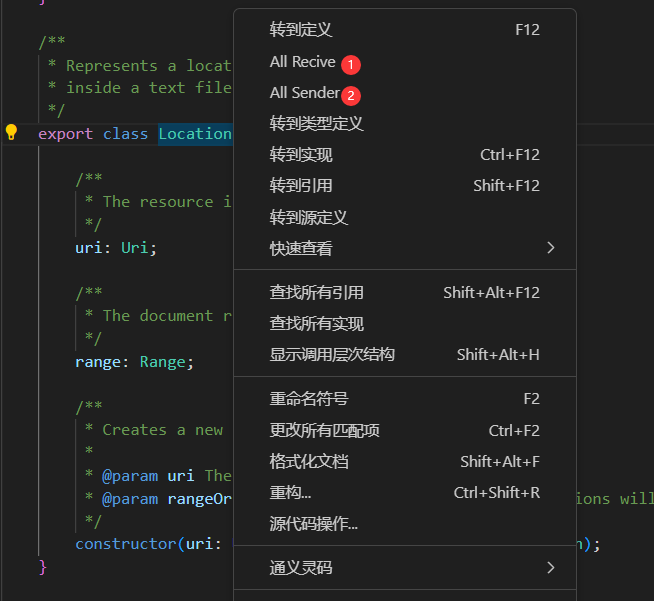 }
/**
* Represents a locat
* inside a text file
*/
export class Location
/**
* The resource i
*/
uri: Uri;
/**
* The document r
*/
range: Range;
/**
* Creates a new
*
* @param uri The
* @param rangeOr
ions will
*/
constructor(uri:
n);
}
转到定义 F12
All Recive 1
All Sender 2
转到类型定义
转到实现 Ctrl+F12
转到引用 Shift+F12
转到源定义
快速查看
查找所有引用 Shift+Alt+F12
查找所有实现
显示调用层次结构 Shift+Alt+H
重命名符号 F2
更改所有匹配项 Ctrl+F2
格式化文档 Shift+Alt+F
重构... Ctrl+Shift+R
源代码操作...
通义灵码